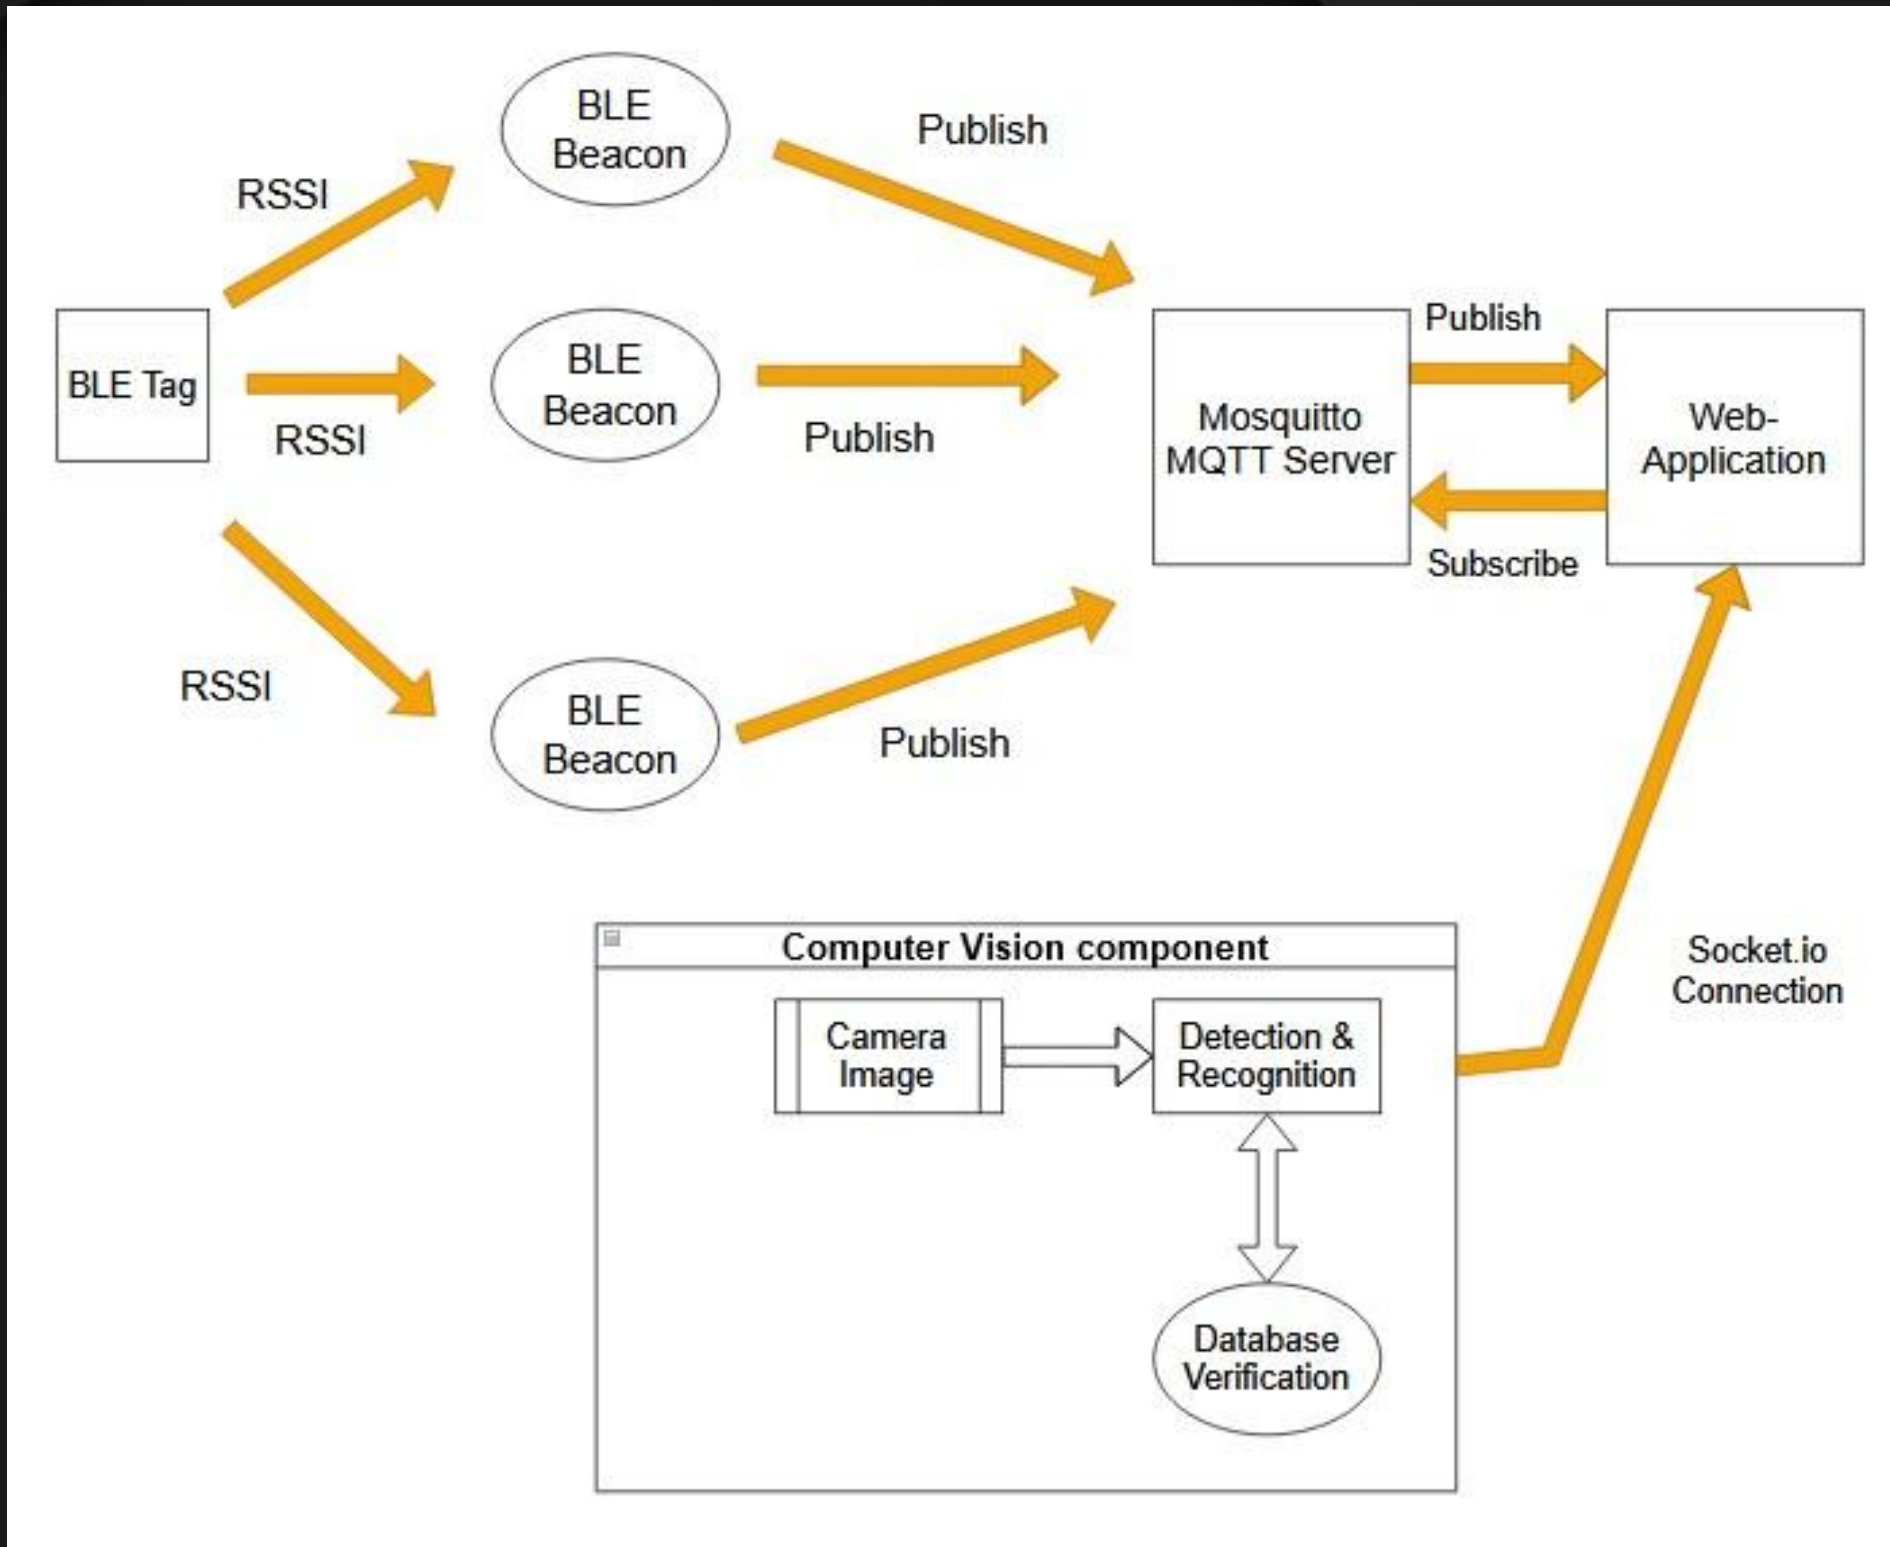 BLE
Beacon
Publish
RSSI
BLE Tag
RSSI
BLE
Beacon
Publish
Mosquitto
MQTT Server
Publish
Subscribe
Web-
Application
RSSI
BLE
Beacon
Publish
Socket.io
Connection
Computer Vision component
Camera
Image
Detection &
Recognition
Database
Verification